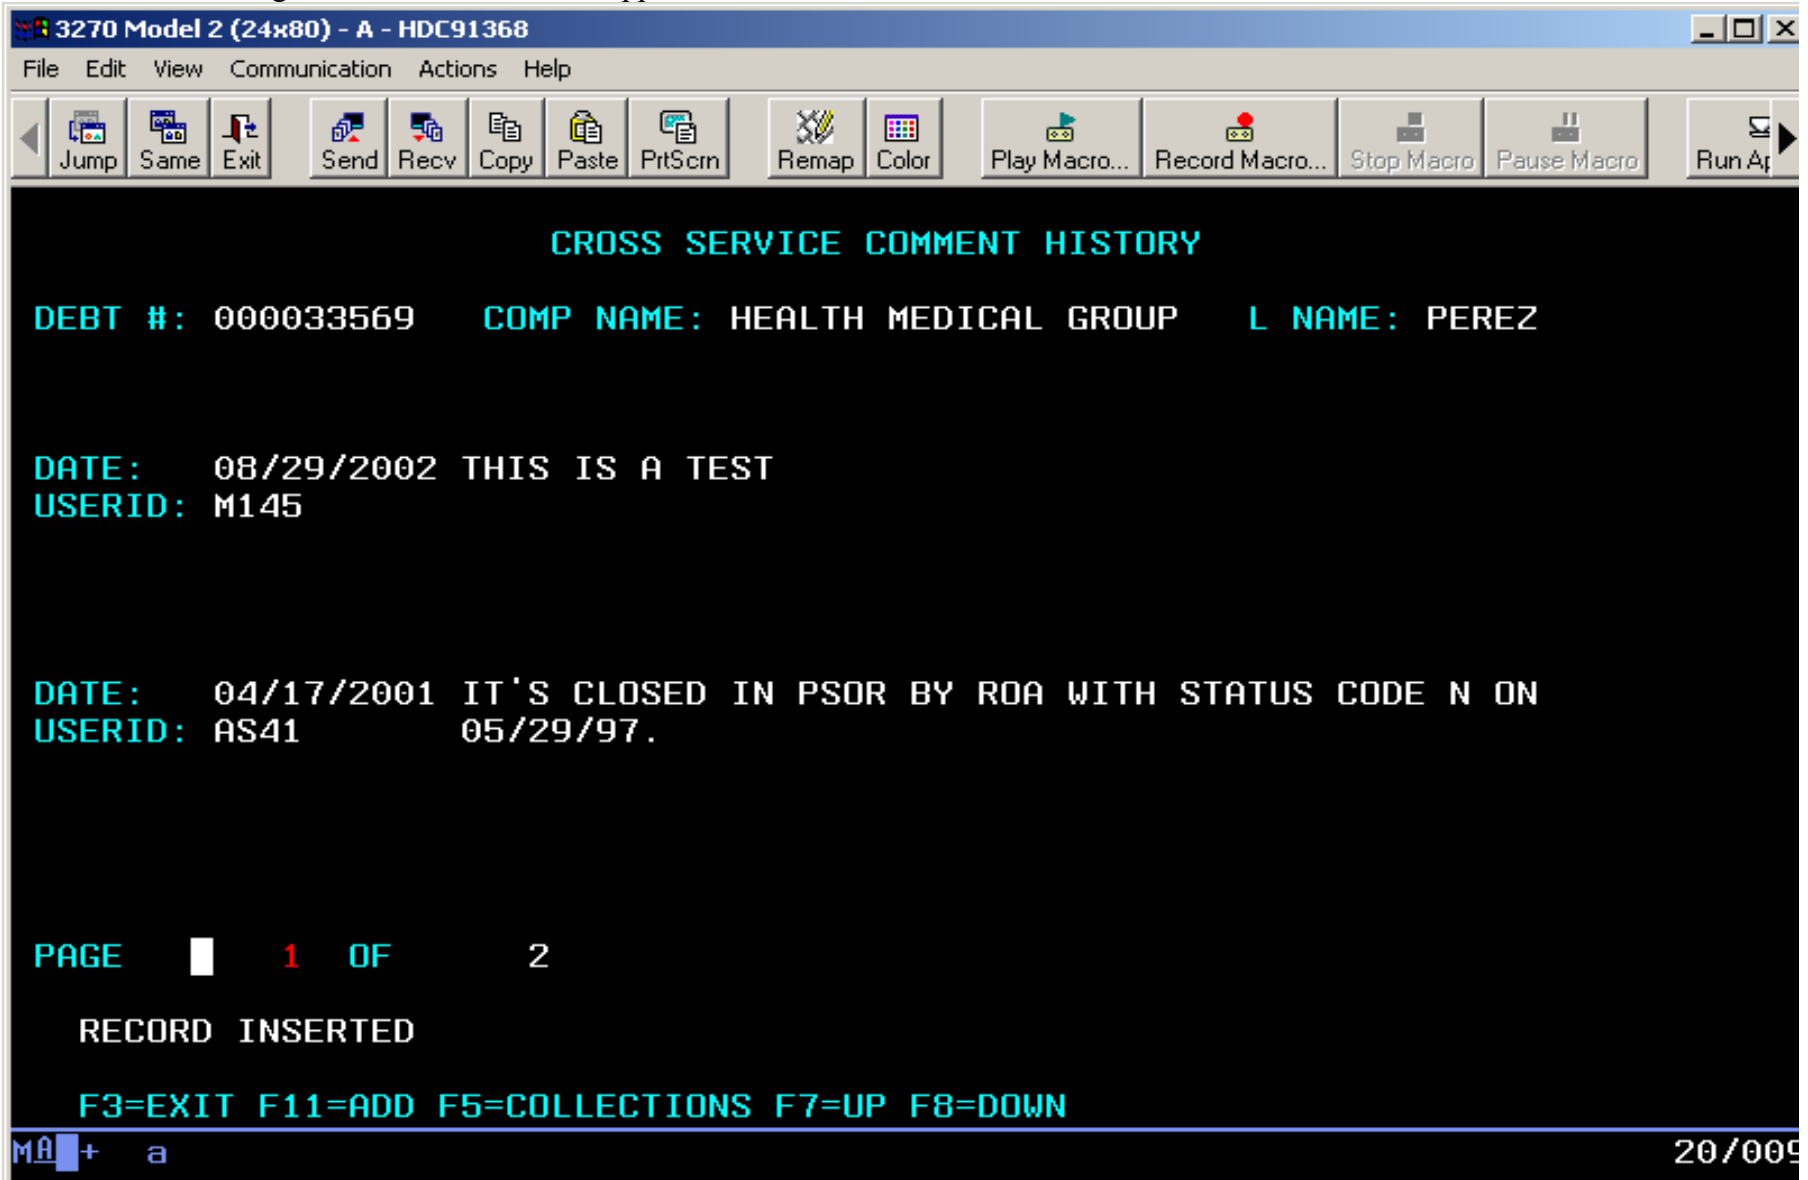 3270 Model 2 (24x80) - A - HDC91368
File Edit View Communication Actions Help
Jump Same Exit Send Recv Copy Paste PrtScrn Remap Color Play Macro... Record Macro... Stop Macro Pause Macro Run
CROSS SERVICE COMMENT HISTORY
DEBT #: 000033569 COMP NAME: HEALTH MEDICAL GROUP L NAME: PEREZ
DATE: 08/29/2002 THIS IS A TEST
USERID: M145
DATE: 04/17/2001 IT'S CLOSED IN PSOR BY ROA WITH STATUS CODE N ON
USERID: AS41 05/29/97.
PAGE 1 OF 2
RECORD INSERTED
F3=EXIT F11=ADD F5=COLLECTIONS F7=UP F8=DOWN
MA + a 20/009